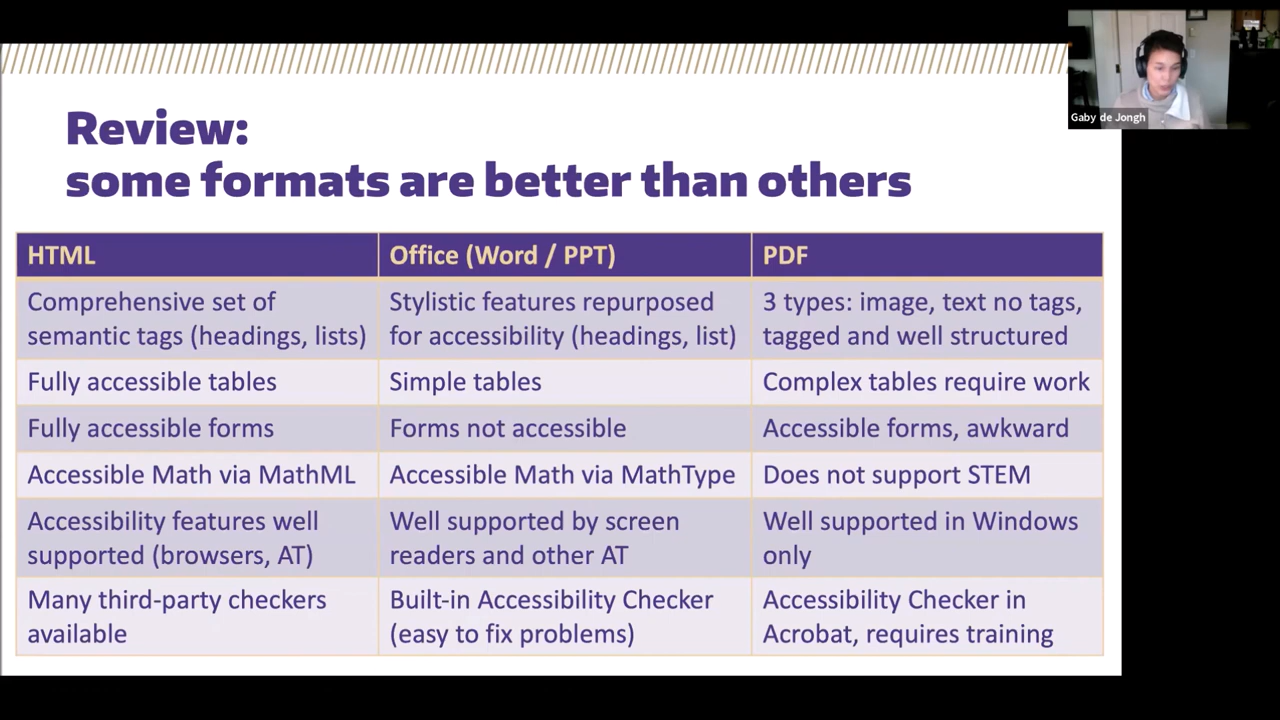 Gaby de Jongh
Review:
some formats are better than others
HTML
Office (Word / PPT)
PDF
Comprehensive set of
semantic tags (headings, lists)
Stylistic features repurposed
for accessibility (headings, list)
3 types: image, text no tags,
tagged and well structured
Fully accessible tables
Simple tables
Complex tables require work
Fully accessible forms
Forms not accessible
Accessible forms, awkward
Accessible Math via MathML
Accessible Math via MathType
Does not support STEM
Accessibility features well
supported (browsers, AT)
Well supported by screen
readers and other AT
Well supported in Windows
only
Many third-party checkers
available
Built-in Accessibility Checker
(easy to fix problems)
Accessibility Checker in
Acrobat, requires training